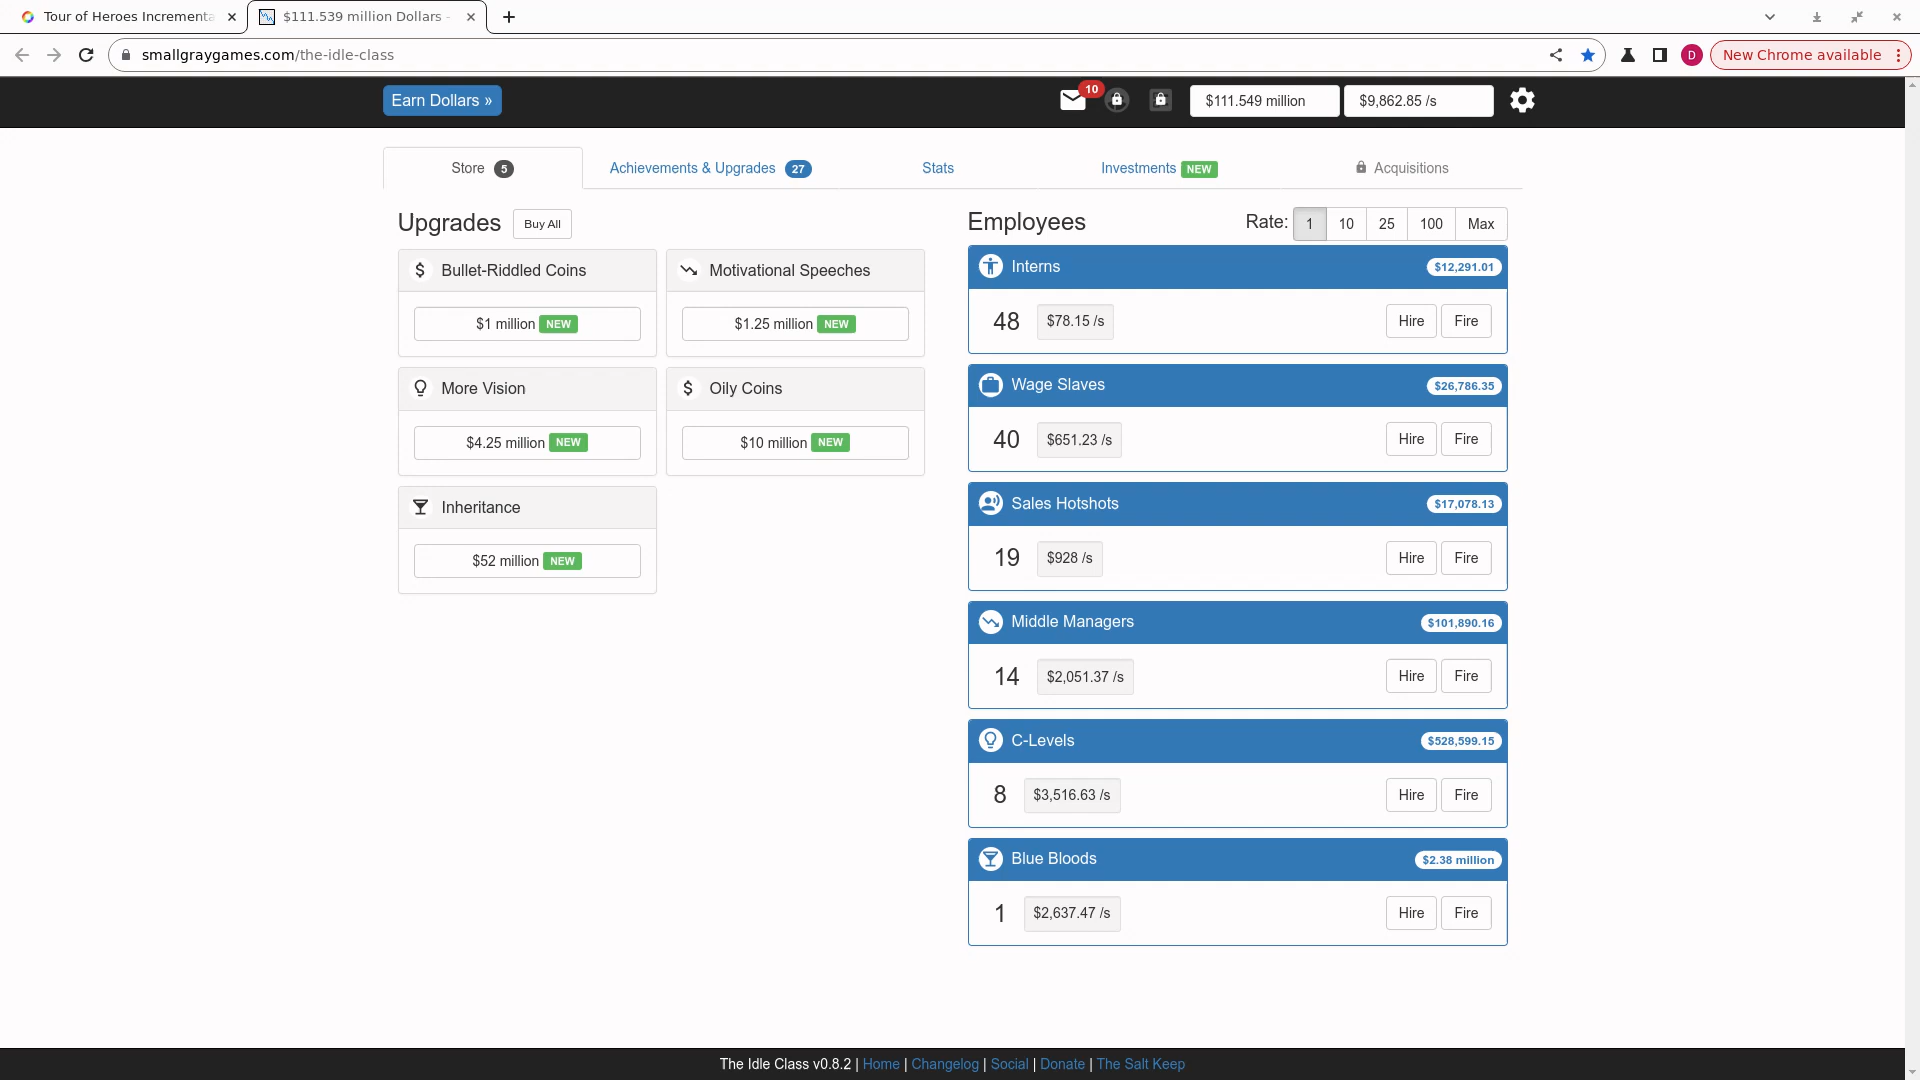 Tour of Heroes Incrementa
$111.539 million Dollars -
smallgraygames.com/the-idle-class
D
New Chrome available
Earn Dollars »
10
$111.549 million
$9,862.85 /s
Store 5
Achievements & Upgrades 27
Stats
Investments NEW
Acquisitions
Upgrades
Buy All
Bullet-Riddled Coins
$1 million NEW
Motivational Speeches
$1.25 million NEW
More Vision
$4.25 million NEW
Oily Coins
$10 million NEW
Inheritance
$52 million NEW
Employees
Rate: 1 10 25 100 Max
Interns
$12,291.01
48 $78.15 /s Hire Fire
Wage Slaves
$26,786.35
40 $651.23 /s Hire Fire
Sales Hotshots
$17,078.13
19 $928 /s Hire Fire
Middle Managers
$101,890.16
14 $2,051.37 /s Hire Fire
C-Levels
$528,599.15
8 $3,516.63 /s Hire Fire
Blue Bloods
$2.38 million
1 $2,637.47 /s Hire Fire
The Idle Class v0.8.2 | Home | Changelog | Social | Donate | The Salt Keep